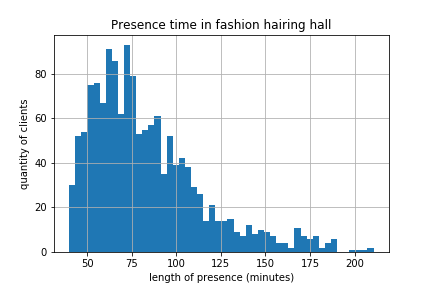 Presence time in fashion hairing hall
quantity of clients
80
60
40
20
0
50 75 100 125 150 175 200
length of presence (minutes)